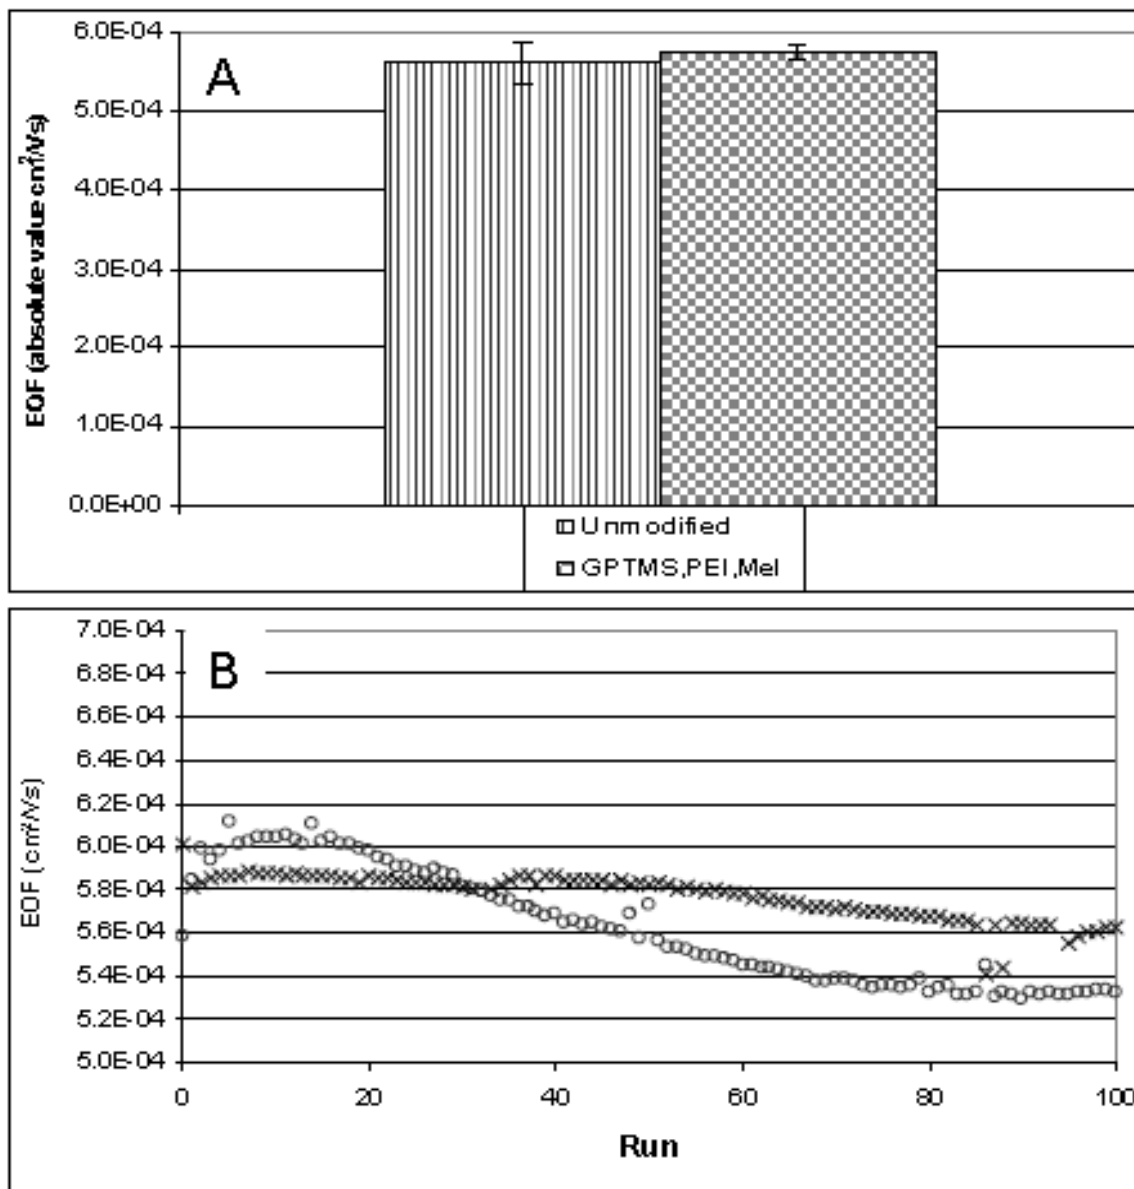 A
EOF (absolute value cm²/Vs)
6.0E-04
5.0E-04
4.0E-04
3.0E-04
2.0E-04
1.0E-04
0.0E+00
Unmodified
GPTMS,PEI,MeI
B
EOF (cm²/Vs)
7.0E-04
6.8E-04
6.6E-04
6.4E-04
6.2E-04
6.0E-04
5.8E-04
5.6E-04
5.4E-04
5.2E-04
5.0E-04
0 20 40 60 80 100
Run